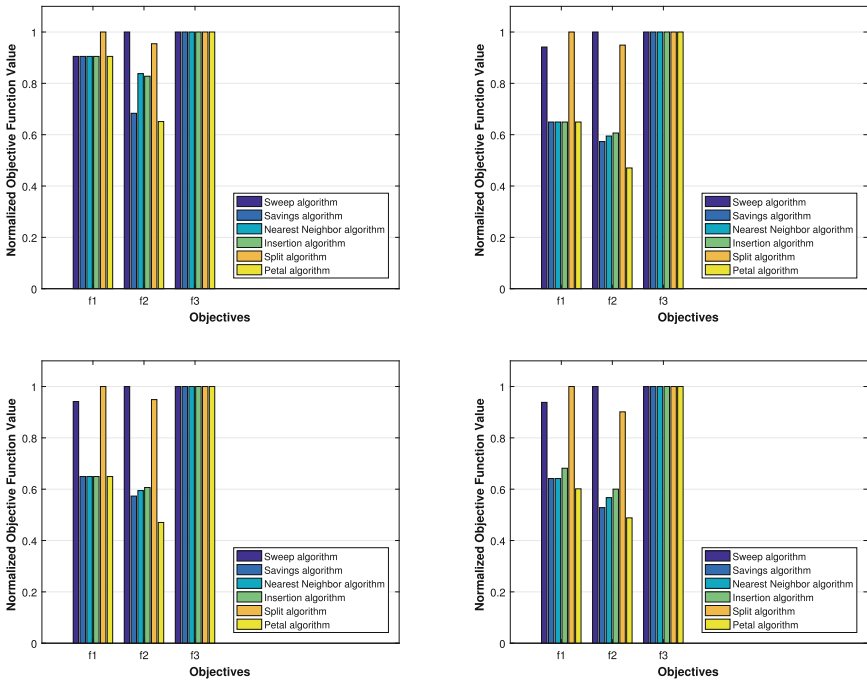 Normalized Objective Function Value
1
0.8
0.6
0.4
0.2
0
f1
f2
f3
Objectives
Sweep algorithm
Savings algorithm
Nearest Neighbor algorithm
Insertion algorithm
Split algorithm
Petal algorithm
Normalized Objective Function Value
1
0.8
0.6
0.4
0.2
0
f1
f2
f3
Objectives
Sweep algorithm
Savings algorithm
Nearest Neighbor algorithm
Insertion algorithm
Split algorithm
Petal algorithm
Normalized Objective Function Value
1
0.8
0.6
0.4
0.2
0
f1
f2
f3
Objectives
Sweep algorithm
Savings algorithm
Nearest Neighbor algorithm
Insertion algorithm
Split algorithm
Petal algorithm
Normalized Objective Function Value
1
0.8
0.6
0.4
0.2
0
f1
f2
f3
Objectives
Sweep algorithm
Savings algorithm
Nearest Neighbor algorithm
Insertion algorithm
Split algorithm
Petal algorithm